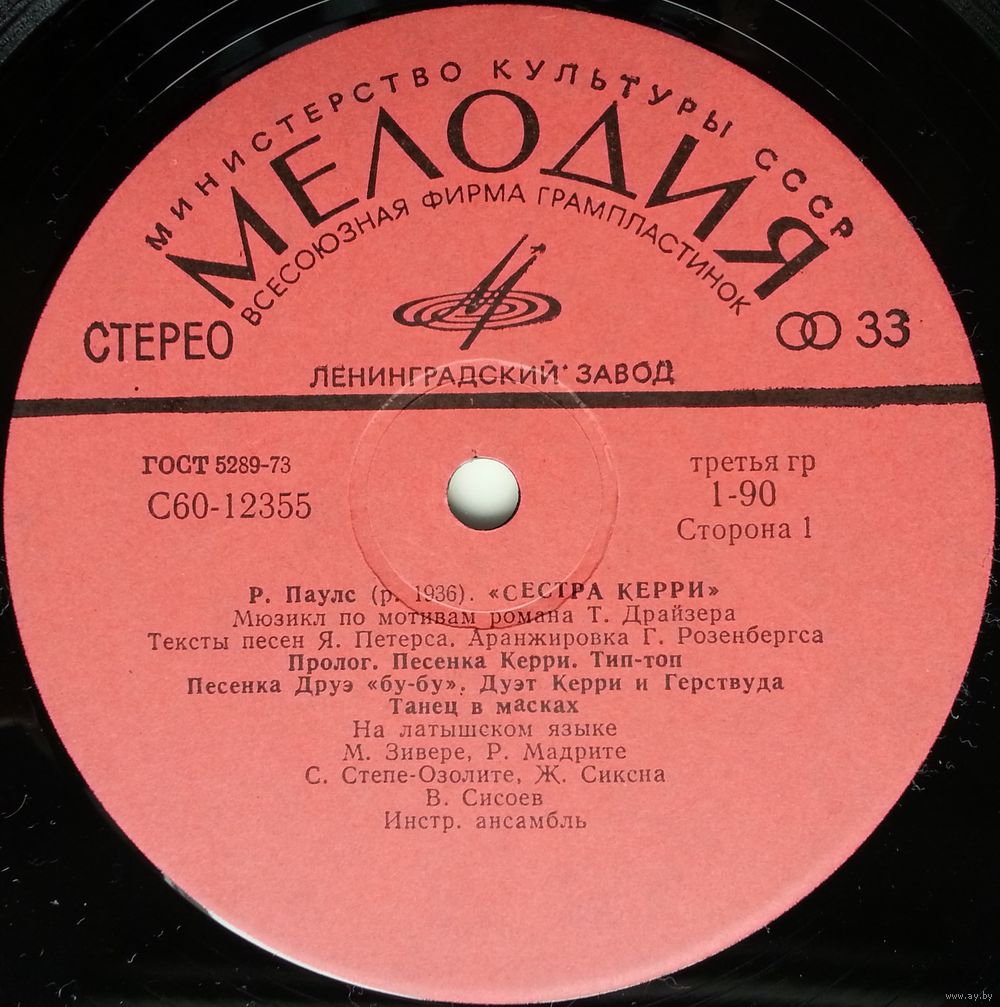 МИНИСТЕРСТВО КУЛЬТУРЫ СССР
МЕЛОДИЯ
ВСЕСОЮЗНАЯ ФИРМА ГРАМПЛАСТИНОК
СТЕРЕО
33
ЛЕНИНГРАДСКИЙ ЗАВОД
ГОСТ 5289-73
С60-12355
третья гр
1-90
Сторона 1
Р. Паулс (р. 1936). «СЕСТРА КЕРРИ»
Мюзикл по мотивам романа Т. Драйзера
Тексты песен Я. Петерса. Аранжировка Г. Розенбергса
Пролог. Песенка Керри. Тип-топ
Песенка Друэ «бу-бу». Дуэт Керри и Герствуда
Танец в масках
На латышском языке
М. Зивере, Р. Мадрите
С. Степе-Озолите, Ж. Сиксна
В. Сисоев
Инстр. ансамбль
www.ay.by